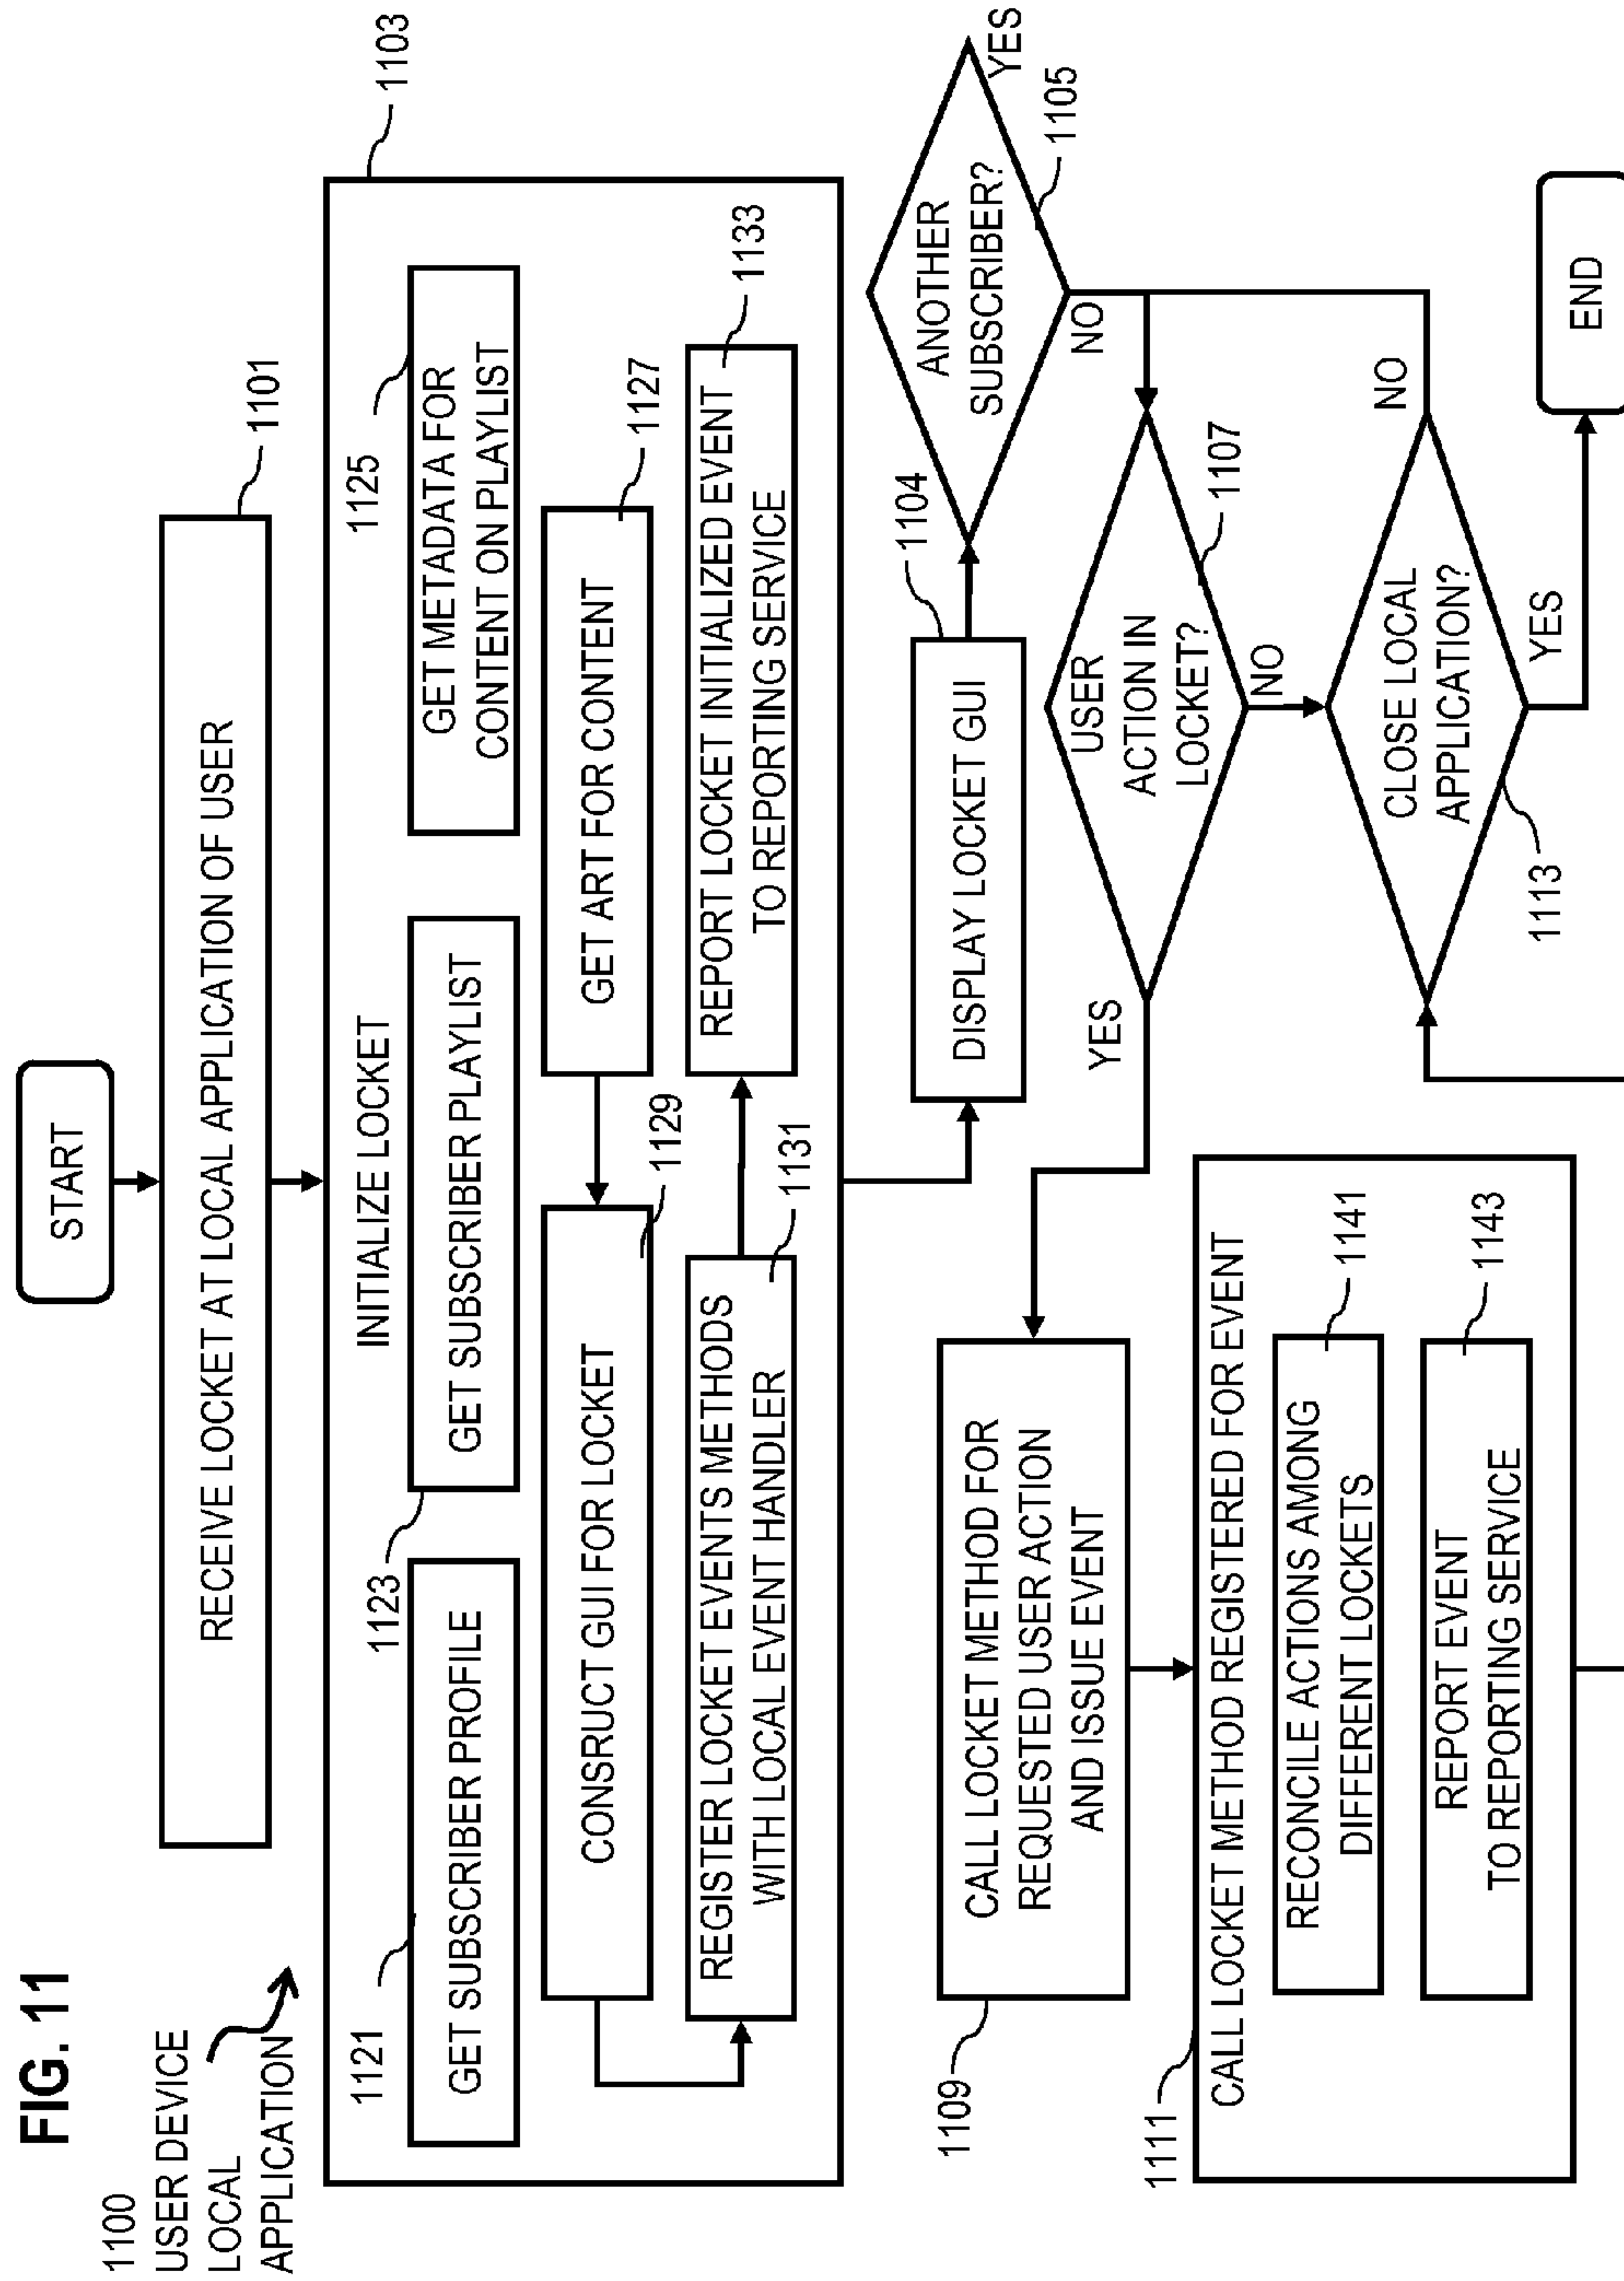 FIG. 11
1100
USER DEVICE
LOCAL
APPLICATION
START
RECEIVE LOCKET AT LOCAL APPLICATION OF USER
1101
INITIALIZE LOCKET
1103
1121
GET SUBSCRIBER PROFILE
1123
GET SUBSCRIBER PLAYLIST
1125
GET METADATA FOR
CONTENT ON PLAYLIST
CONSRUCT GUI FOR LOCKET
1129
GET ART FOR CONTENT
1127
REGISTER LOCKET EVENTS METHODS
WITH LOCAL EVENT HANDLER
1131
REPORT LOCKET INITIALIZED EVENT
TO REPORTING SERVICE
1133
DISPLAY LOCKET GUI
1104
ANOTHER
SUBSCRIBER?
YES
1105
NO
1109
CALL LOCKET METHOD FOR
REQUESTED USER ACTION
AND ISSUE EVENT
YES
USER
ACTION IN
LOCKET?
1107
NO
1111
CALL LOCKET METHOD REGISTERED FOR EVENT
RECONCILE ACTIONS AMONG
DIFFERENT LOCKETS
1141
REPORT EVENT
TO REPORTING SERVICE
1143
CLOSE LOCAL
APPLICATION?
NO
1113
YES
END